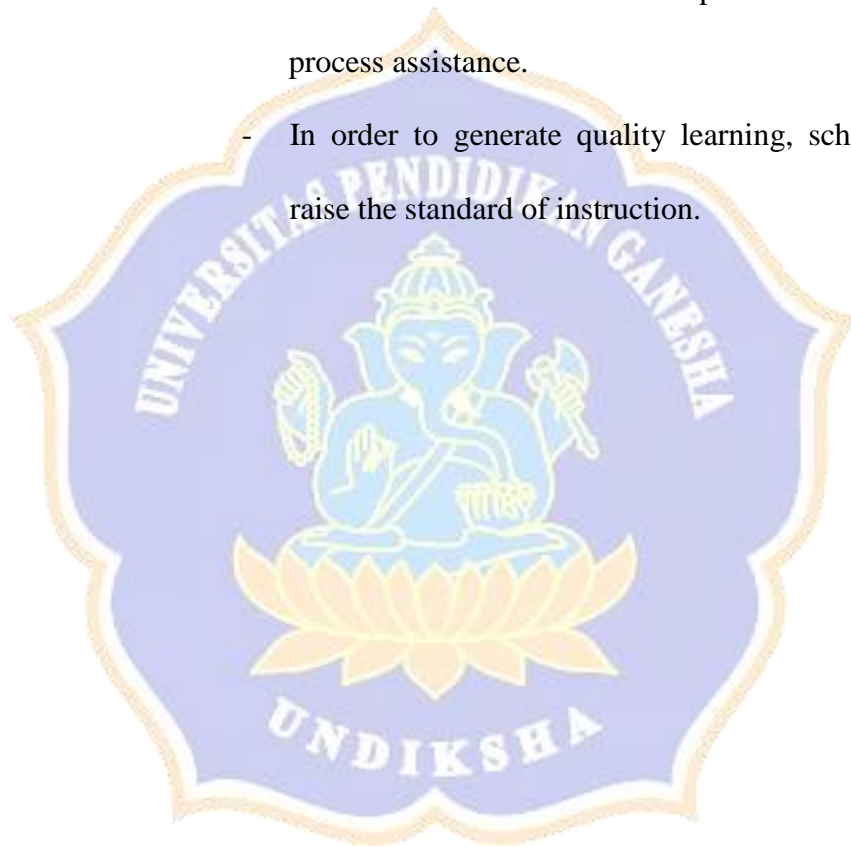 process assistance.
- In order to generate quality learning, sch
raise the standard of instruction.
UNIVERSITAS PENDIDIKAN GANESHA
UNDIKSHA